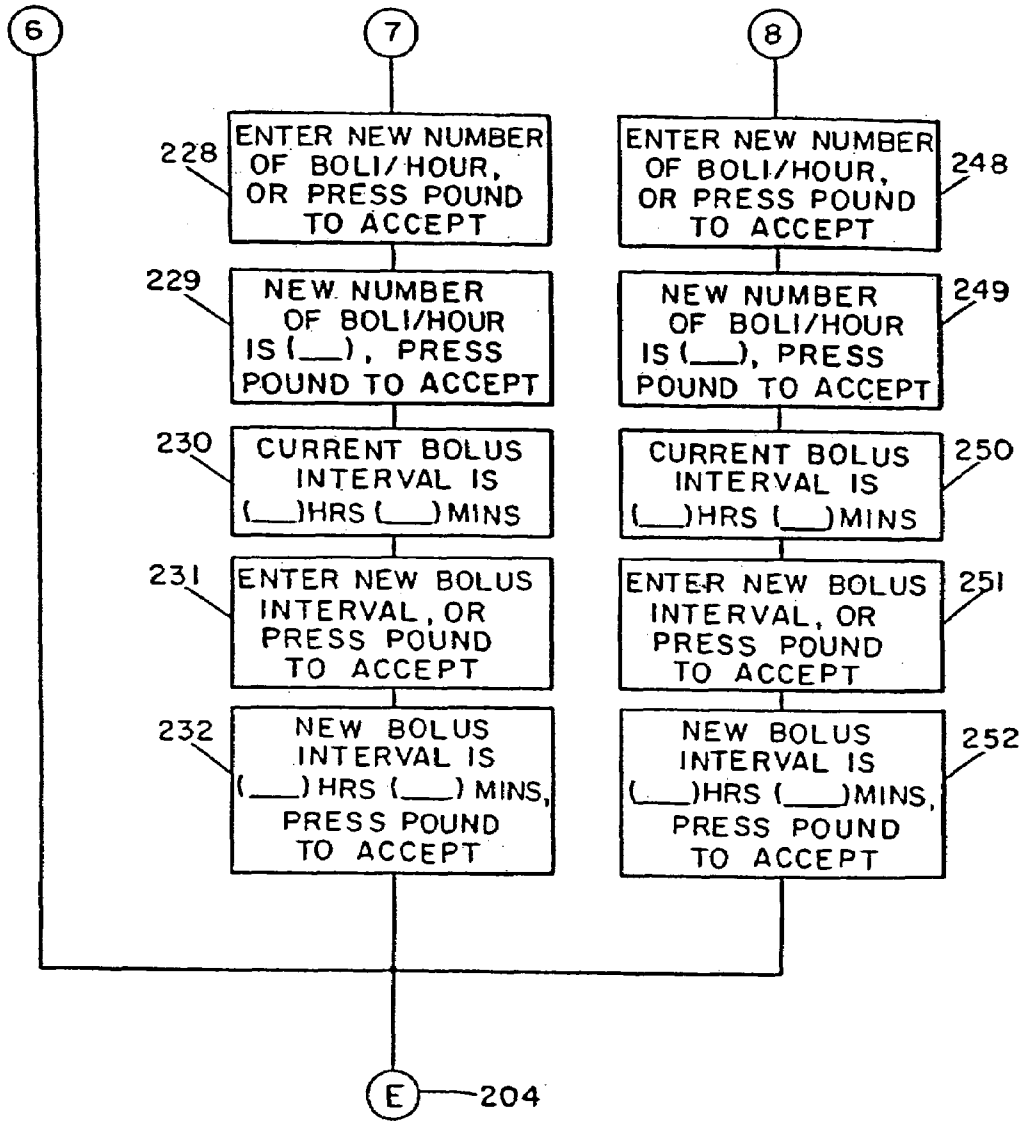 6
7
8
228
ENTER NEW NUMBER
OF BOLI/HOUR,
OR PRESS POUND
TO ACCEPT
ENTER NEW NUMBER
OF BOLI/HOUR,
OR PRESS POUND
TO ACCEPT
248
229
NEW NUMBER
OF BOLI/HOUR
IS (___), PRESS
POUND TO ACCEPT
NEW NUMBER
OF BOLI/HOUR
IS (___), PRESS
POUND TO ACCEPT
249
230
CURRENT BOLUS
INTERVAL IS
(___)HRS (___)MINS
CURRENT BOLUS
INTERVAL IS
(___)HRS (___)MINS
250
231
ENTER NEW BOLUS
INTERVAL, OR
PRESS POUND
TO ACCEPT
ENTER NEW BOLUS
INTERVAL, OR
PRESS POUND
TO ACCEPT
251
232
NEW BOLUS
INTERVAL IS
(___) HRS (___) MINS,
PRESS POUND
TO ACCEPT
NEW BOLUS
INTERVAL IS
(___)HRS (___)MINS,
PRESS POUND
TO ACCEPT
252
E
204